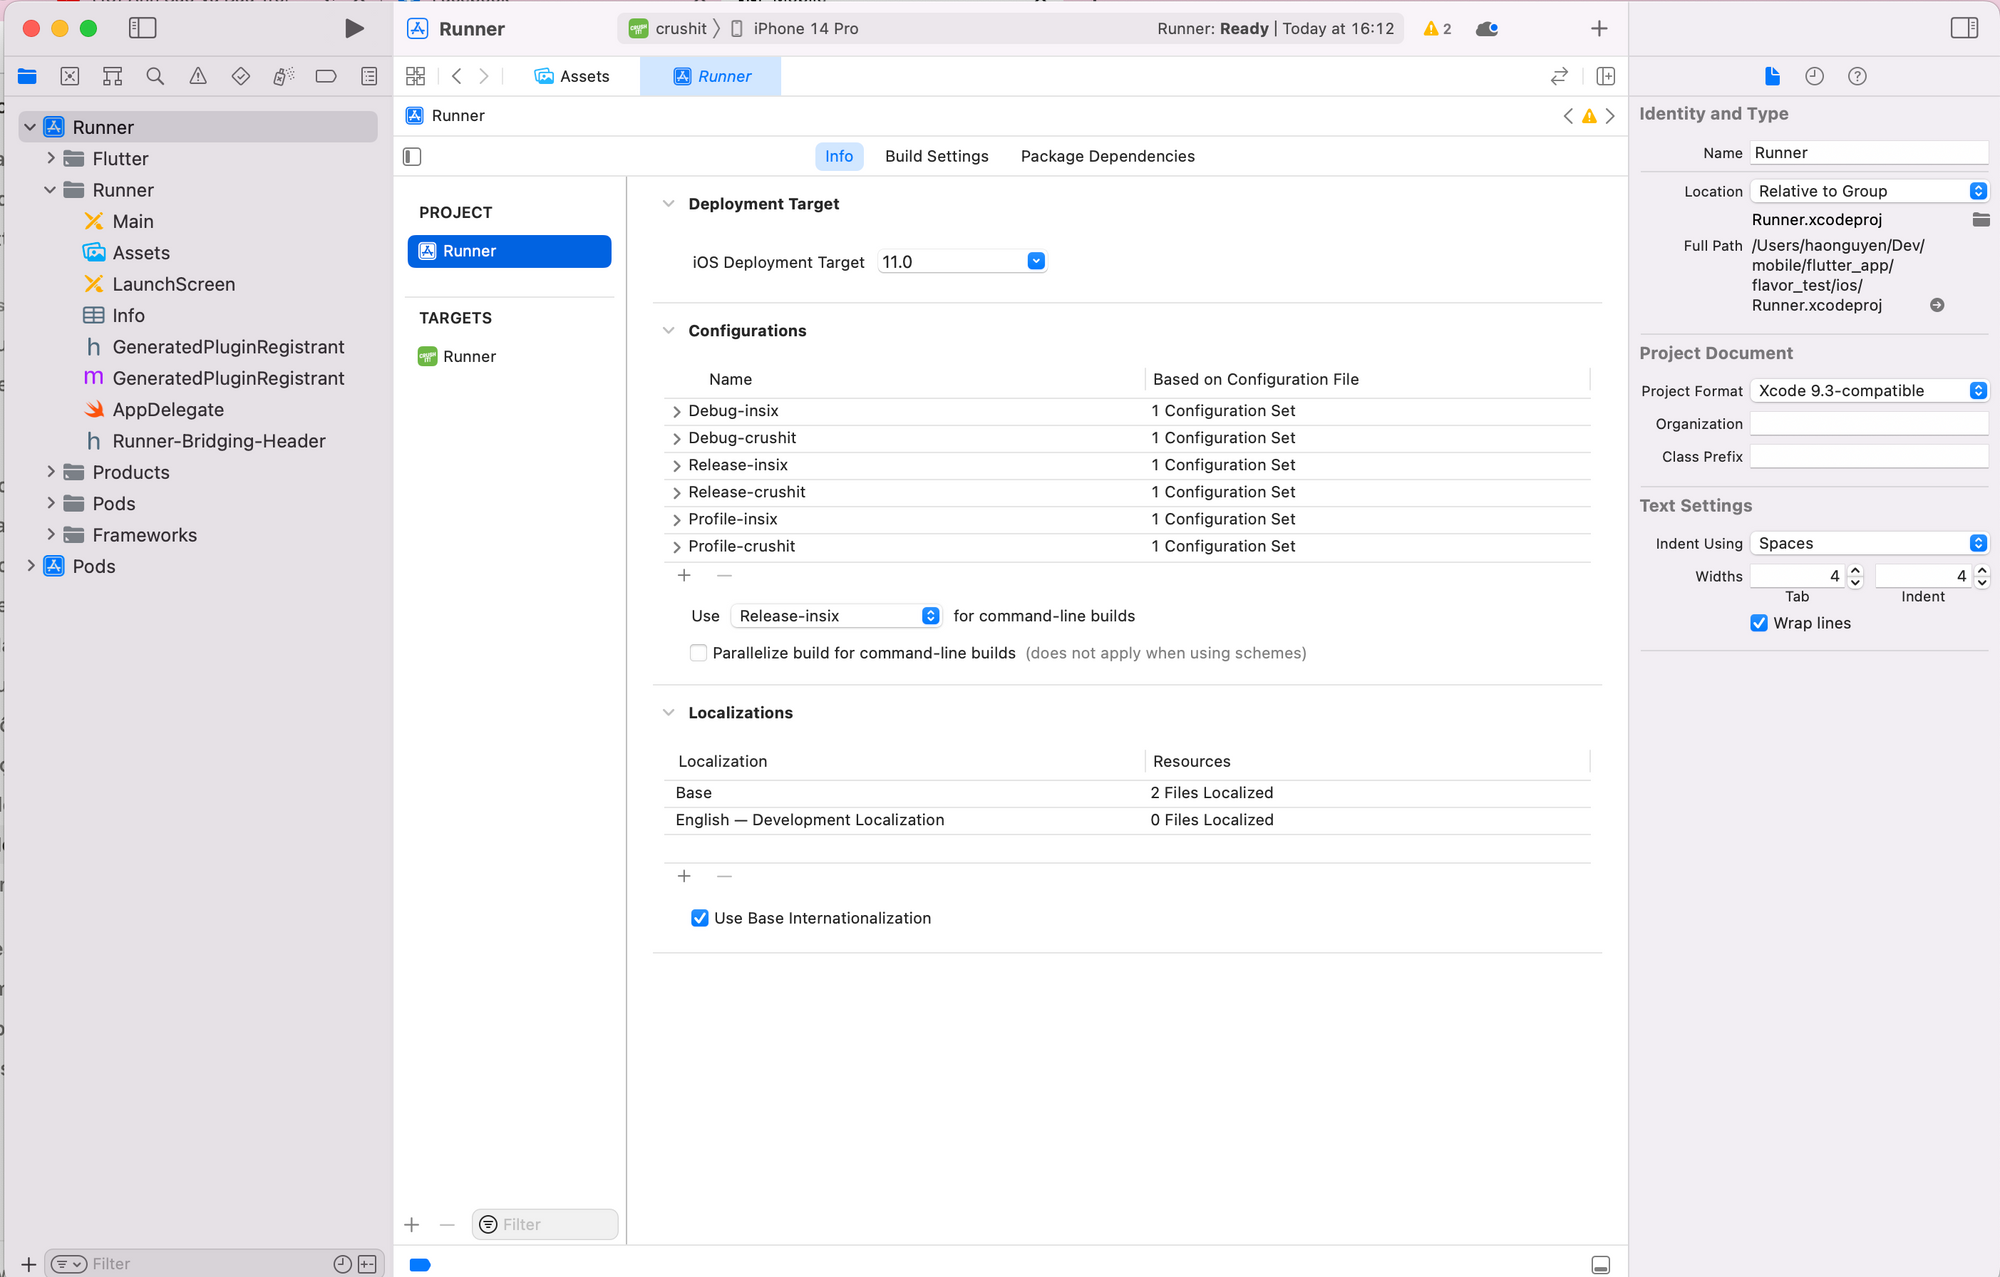 Runner
crushit
iPhone 14 Pro
Runner: Ready | Today at 16:12
2
Assets
Runner
Runner
Flutter
Runner
Main
Assets
LaunchScreen
Info
GeneratedPluginRegistrant
GeneratedPluginRegistrant
AppDelegate
Runner-Bridging-Header
Products
Pods
Frameworks
Pods
Filter
Runner
Info
Build Settings
Package Dependencies
PROJECT
Runner
TARGETS
Runner
Filter
Deployment Target
iOS Deployment Target 11.0
Configurations
Name Based on Configuration File
Debug-insix 1 Configuration Set
Debug-crushit 1 Configuration Set
Release-insix 1 Configuration Set
Release-crushit 1 Configuration Set
Profile-insix 1 Configuration Set
Profile-crushit 1 Configuration Set
Use Release-insix for command-line builds
Parallelize build for command-line builds (does not apply when using schemes)
Localizations
Localization Resources
Base 2 Files Localized
English — Development Localization 0 Files Localized
Use Base Internationalization
Identity and Type
Name Runner
Location Relative to Group
Runner.xcodeproj
Full Path /Users/haonguyen/Dev/
mobile/flutter_app/
flavor_test/ios/
Runner.xcodeproj
Project Document
Project Format Xcode 9.3-compatible
Organization
Class Prefix
Text Settings
Indent Using Spaces
Widths 4 4
Tab Indent
Wrap lines